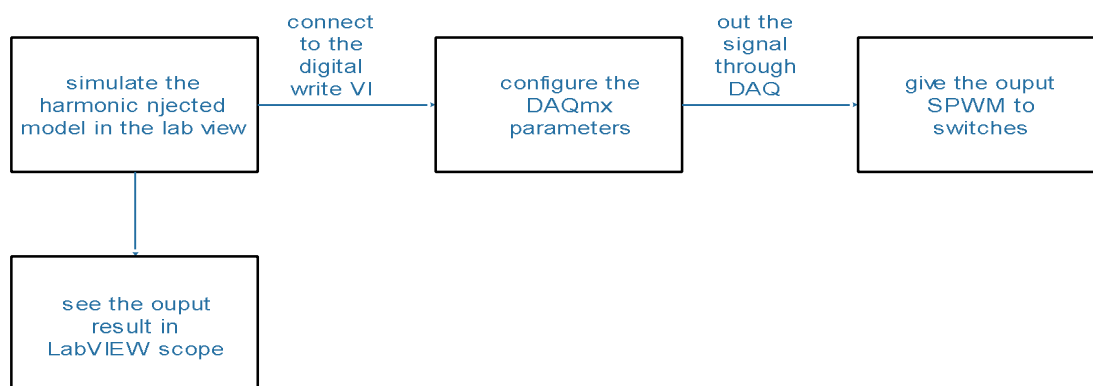 simulate the
harmonic njected
model in the lab view
connect
to the
digital
write VI
configure the
DAQmx
parameters
out the
signal
through
DAQ
give the ouput
SPWM to
switches
see the ouput
result in
LabVIEW scope